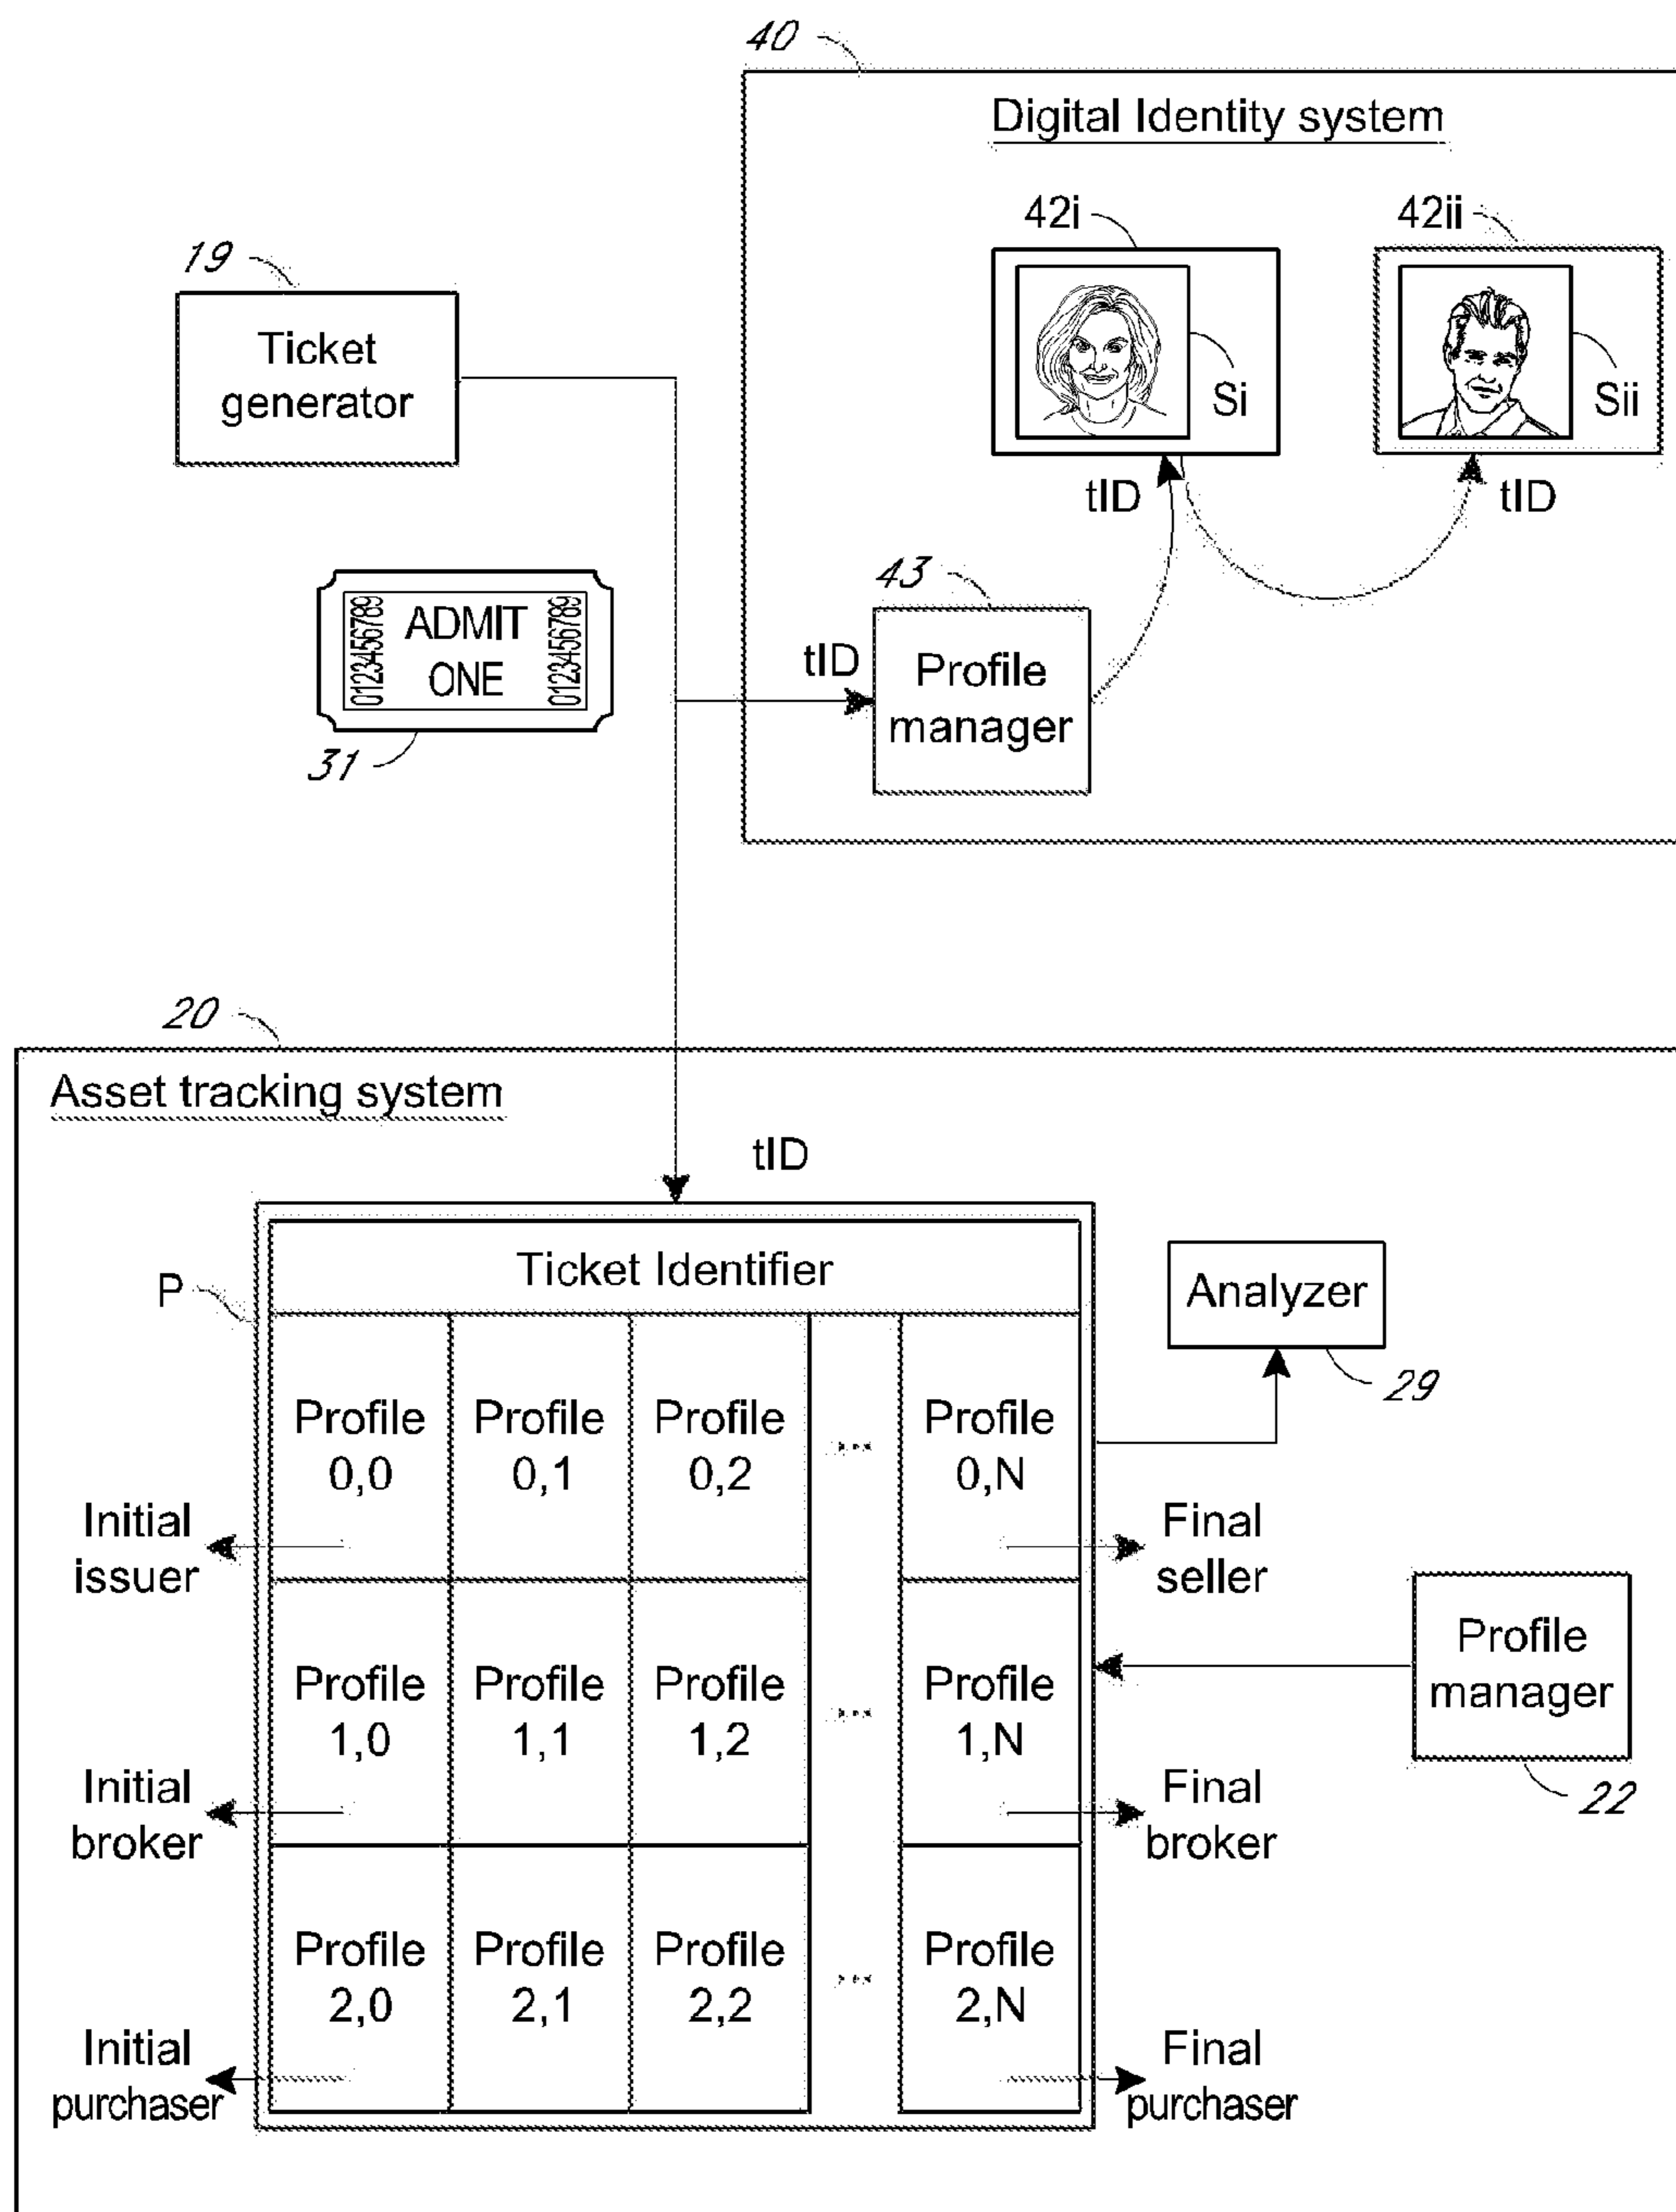 40
Digital Identity system
42i
42ii
19
Ticket
generator
Si
Sii
tID
tID
ADMIT
ONE
0123456789
0123456789
31
43
tID
Profile
manager
20
Asset tracking system
tID
P
Ticket Identifier
Analyzer
29
Profile
0,0
Profile
0,1
Profile
0,2
...
Profile
0,N
Initial
issuer
Final
seller
Profile
1,0
Profile
1,1
Profile
1,2
...
Profile
1,N
Profile
manager
22
Initial
broker
Final
broker
Profile
2,0
Profile
2,1
Profile
2,2
...
Profile
2,N
Initial
purchaser
Final
purchaser